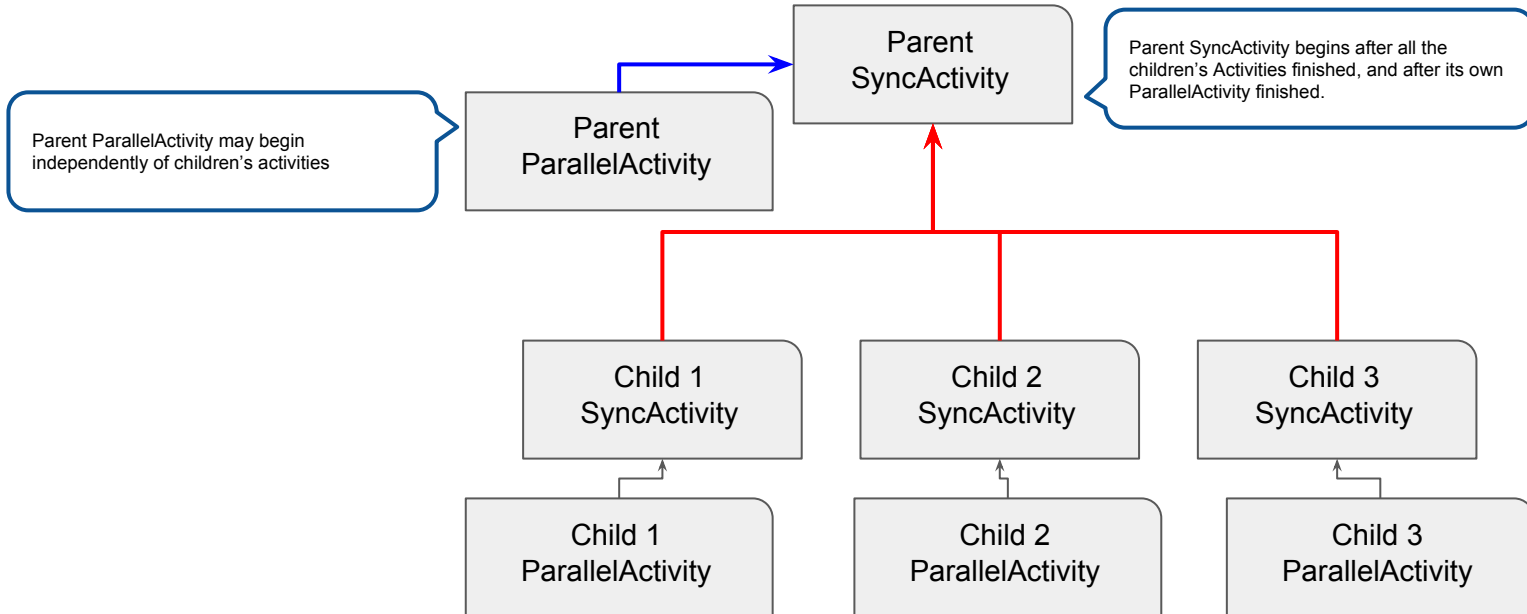 Parent
SyncActivity
Parent SyncActivity begins after all the
children’s Activities finished, and after its own
ParallelActivity finished.
Parent ParallelActivity may begin
independently of children’s activities
Parent
ParallelActivity
Child 1
SyncActivity
Child 2
SyncActivity
Child 3
SyncActivity
Child 1
ParallelActivity
Child 2
ParallelActivity
Child 3
ParallelActivity